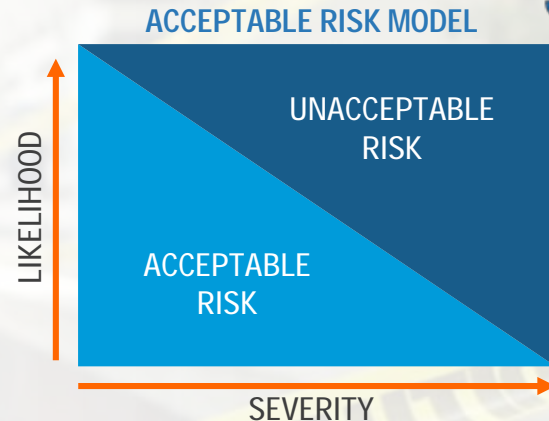 ACCEPTABLE RISK MODEL
UNACCEPTABLE
RISK
LIKELIHOOD
ACCEPTABLE
RISK
SEVERITY